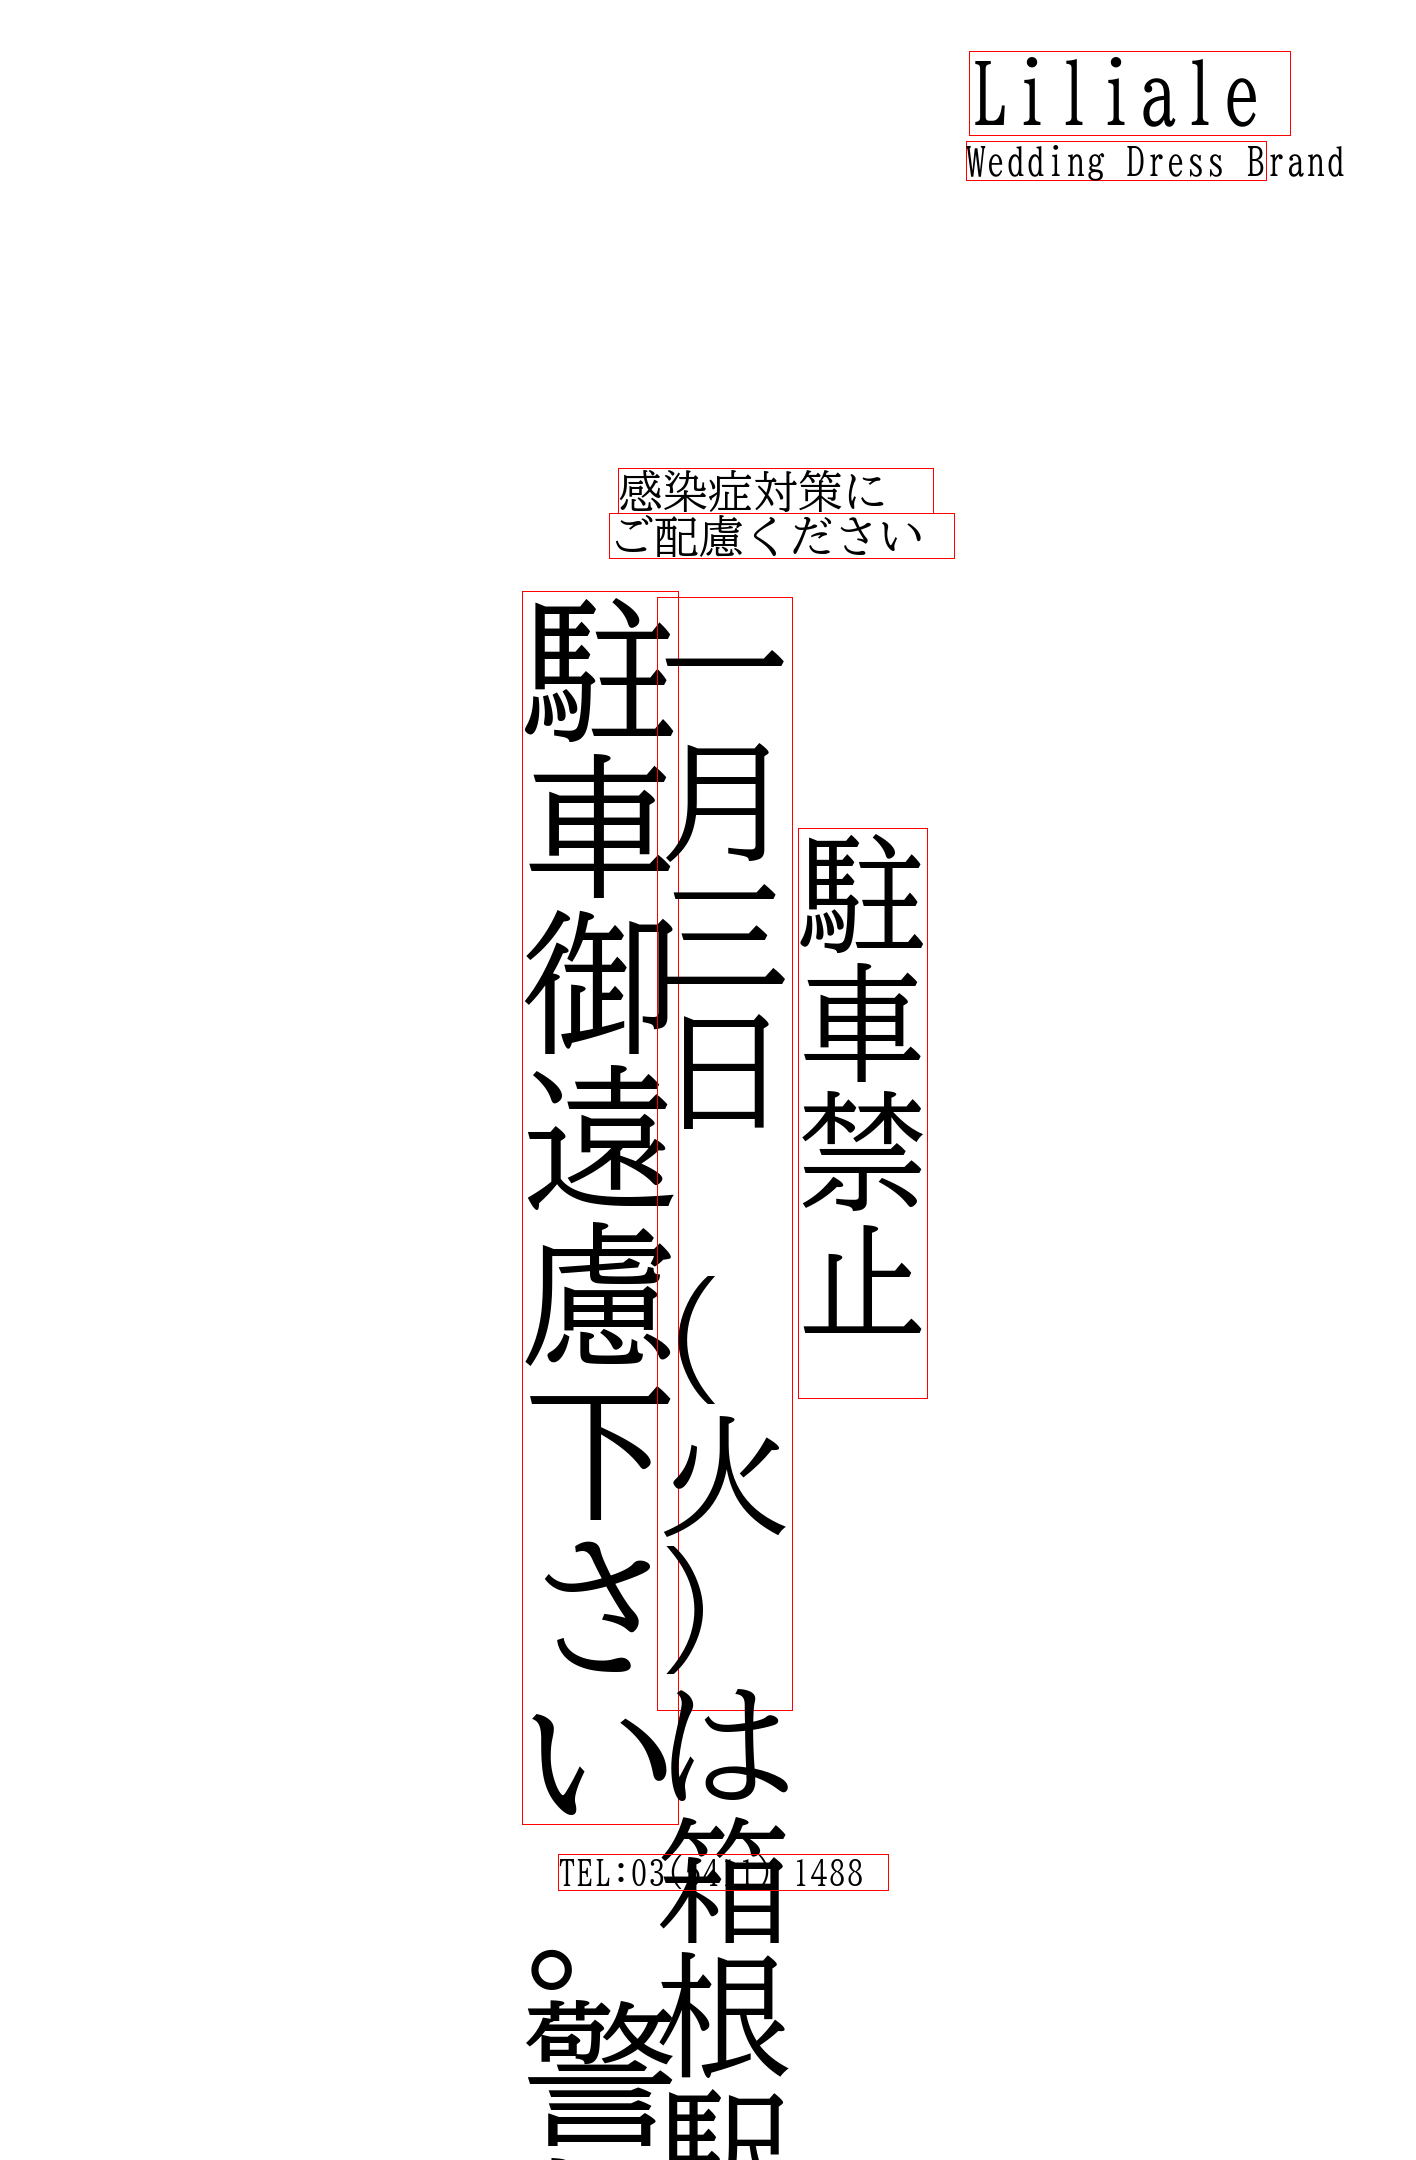 Liliale
Wedding Dress Brand
感染症対策に
ご配慮ください
駐車禁止
一月三日 (火)は箱根駅
駐車御遠慮下さい。警
TEL:03(5411) 1488